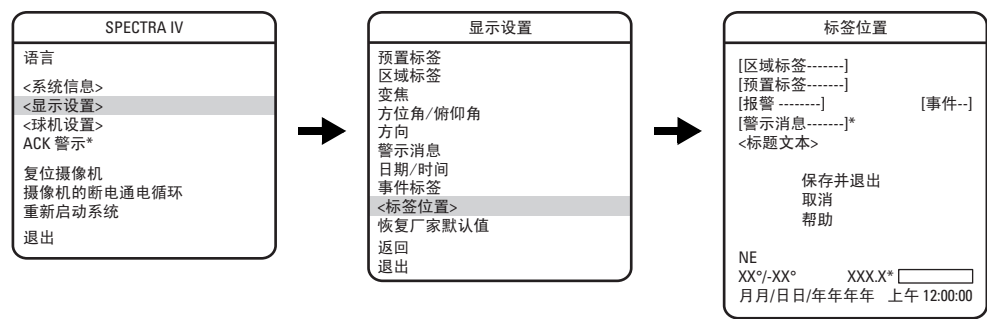 SPECTRA IV
语言
<系统信息>
<显示设置>
<球机设置>
ACK 警示*
复位摄像机
摄像机的断电通电循环
重新启动系统
退出
显示设置
预置标签
区域标签
变焦
方位角/俯仰角
方向
警示消息
日期/时间
事件标签
<标签位置>
恢复厂家默认值
返回
退出
标签位置
[区域标签-------]
[预置标签-------]
[报警 --------] [事件--]
[警示消息-------]*
<标题文本>
保存并退出
取消
帮助
NE
XX°/-XX° XXX.X*
月月/日日/年年年年 上午 12:00:00